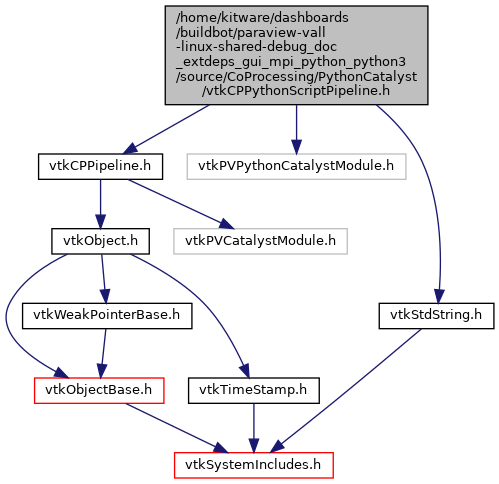 /home/kitware/dashboards
/buildbot/paraview-vall
-linux-shared-debug_doc
_extdeps_gui_mpi_python_python3
/source/CoProcessing/PythonCatalyst
/vtkCPPythonScriptPipeline.h
vtkCPPipeline.h
vtkPVPythonCatalystModule.h
vtkObject.h
vtkPVCatalystModule.h
vtkWeakPointerBase.h
vtkStdString.h
vtkObjectBase.h
vtkTimeStamp.h
vtkSystemIncludes.h